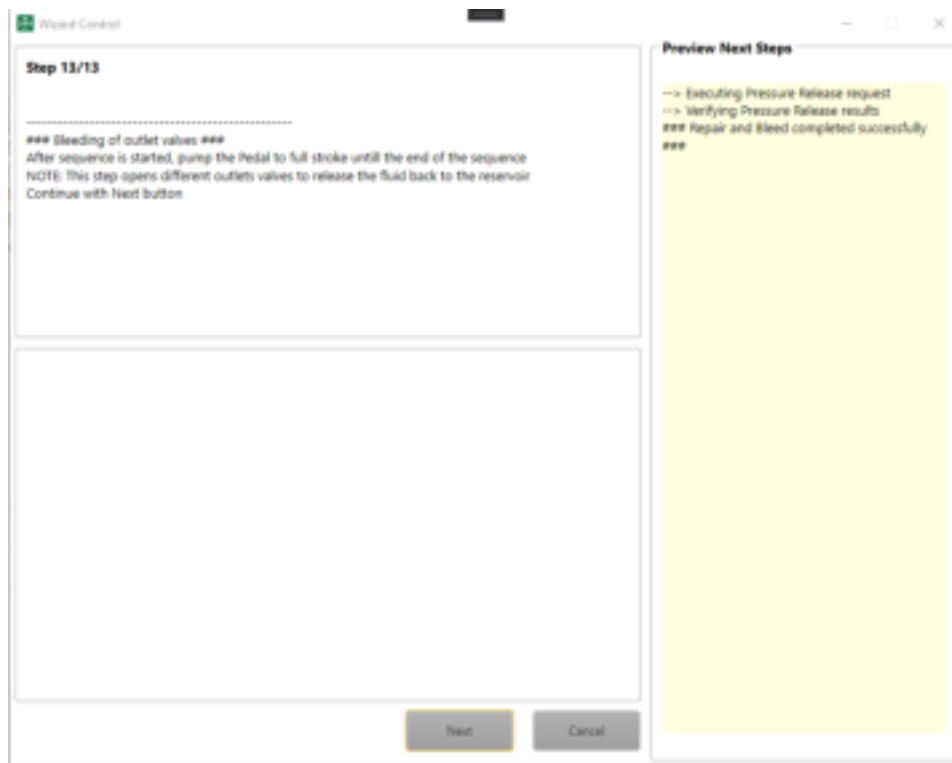 Wizard Control
Step 13/13
------------------------------------------------------
### Bleeding of outlet valves ###
After sequence is started, pump the Pedal to full stroke untill the end of the sequence
NOTE: This step opens different outlets valves to release the fluid back to the reservoir
Continue with Next button
Next
Cancel
Preview Next Steps
--> Executing Pressure Release request
--> Verifying Pressure Release results
### Repair and Bleed completed successfully
###